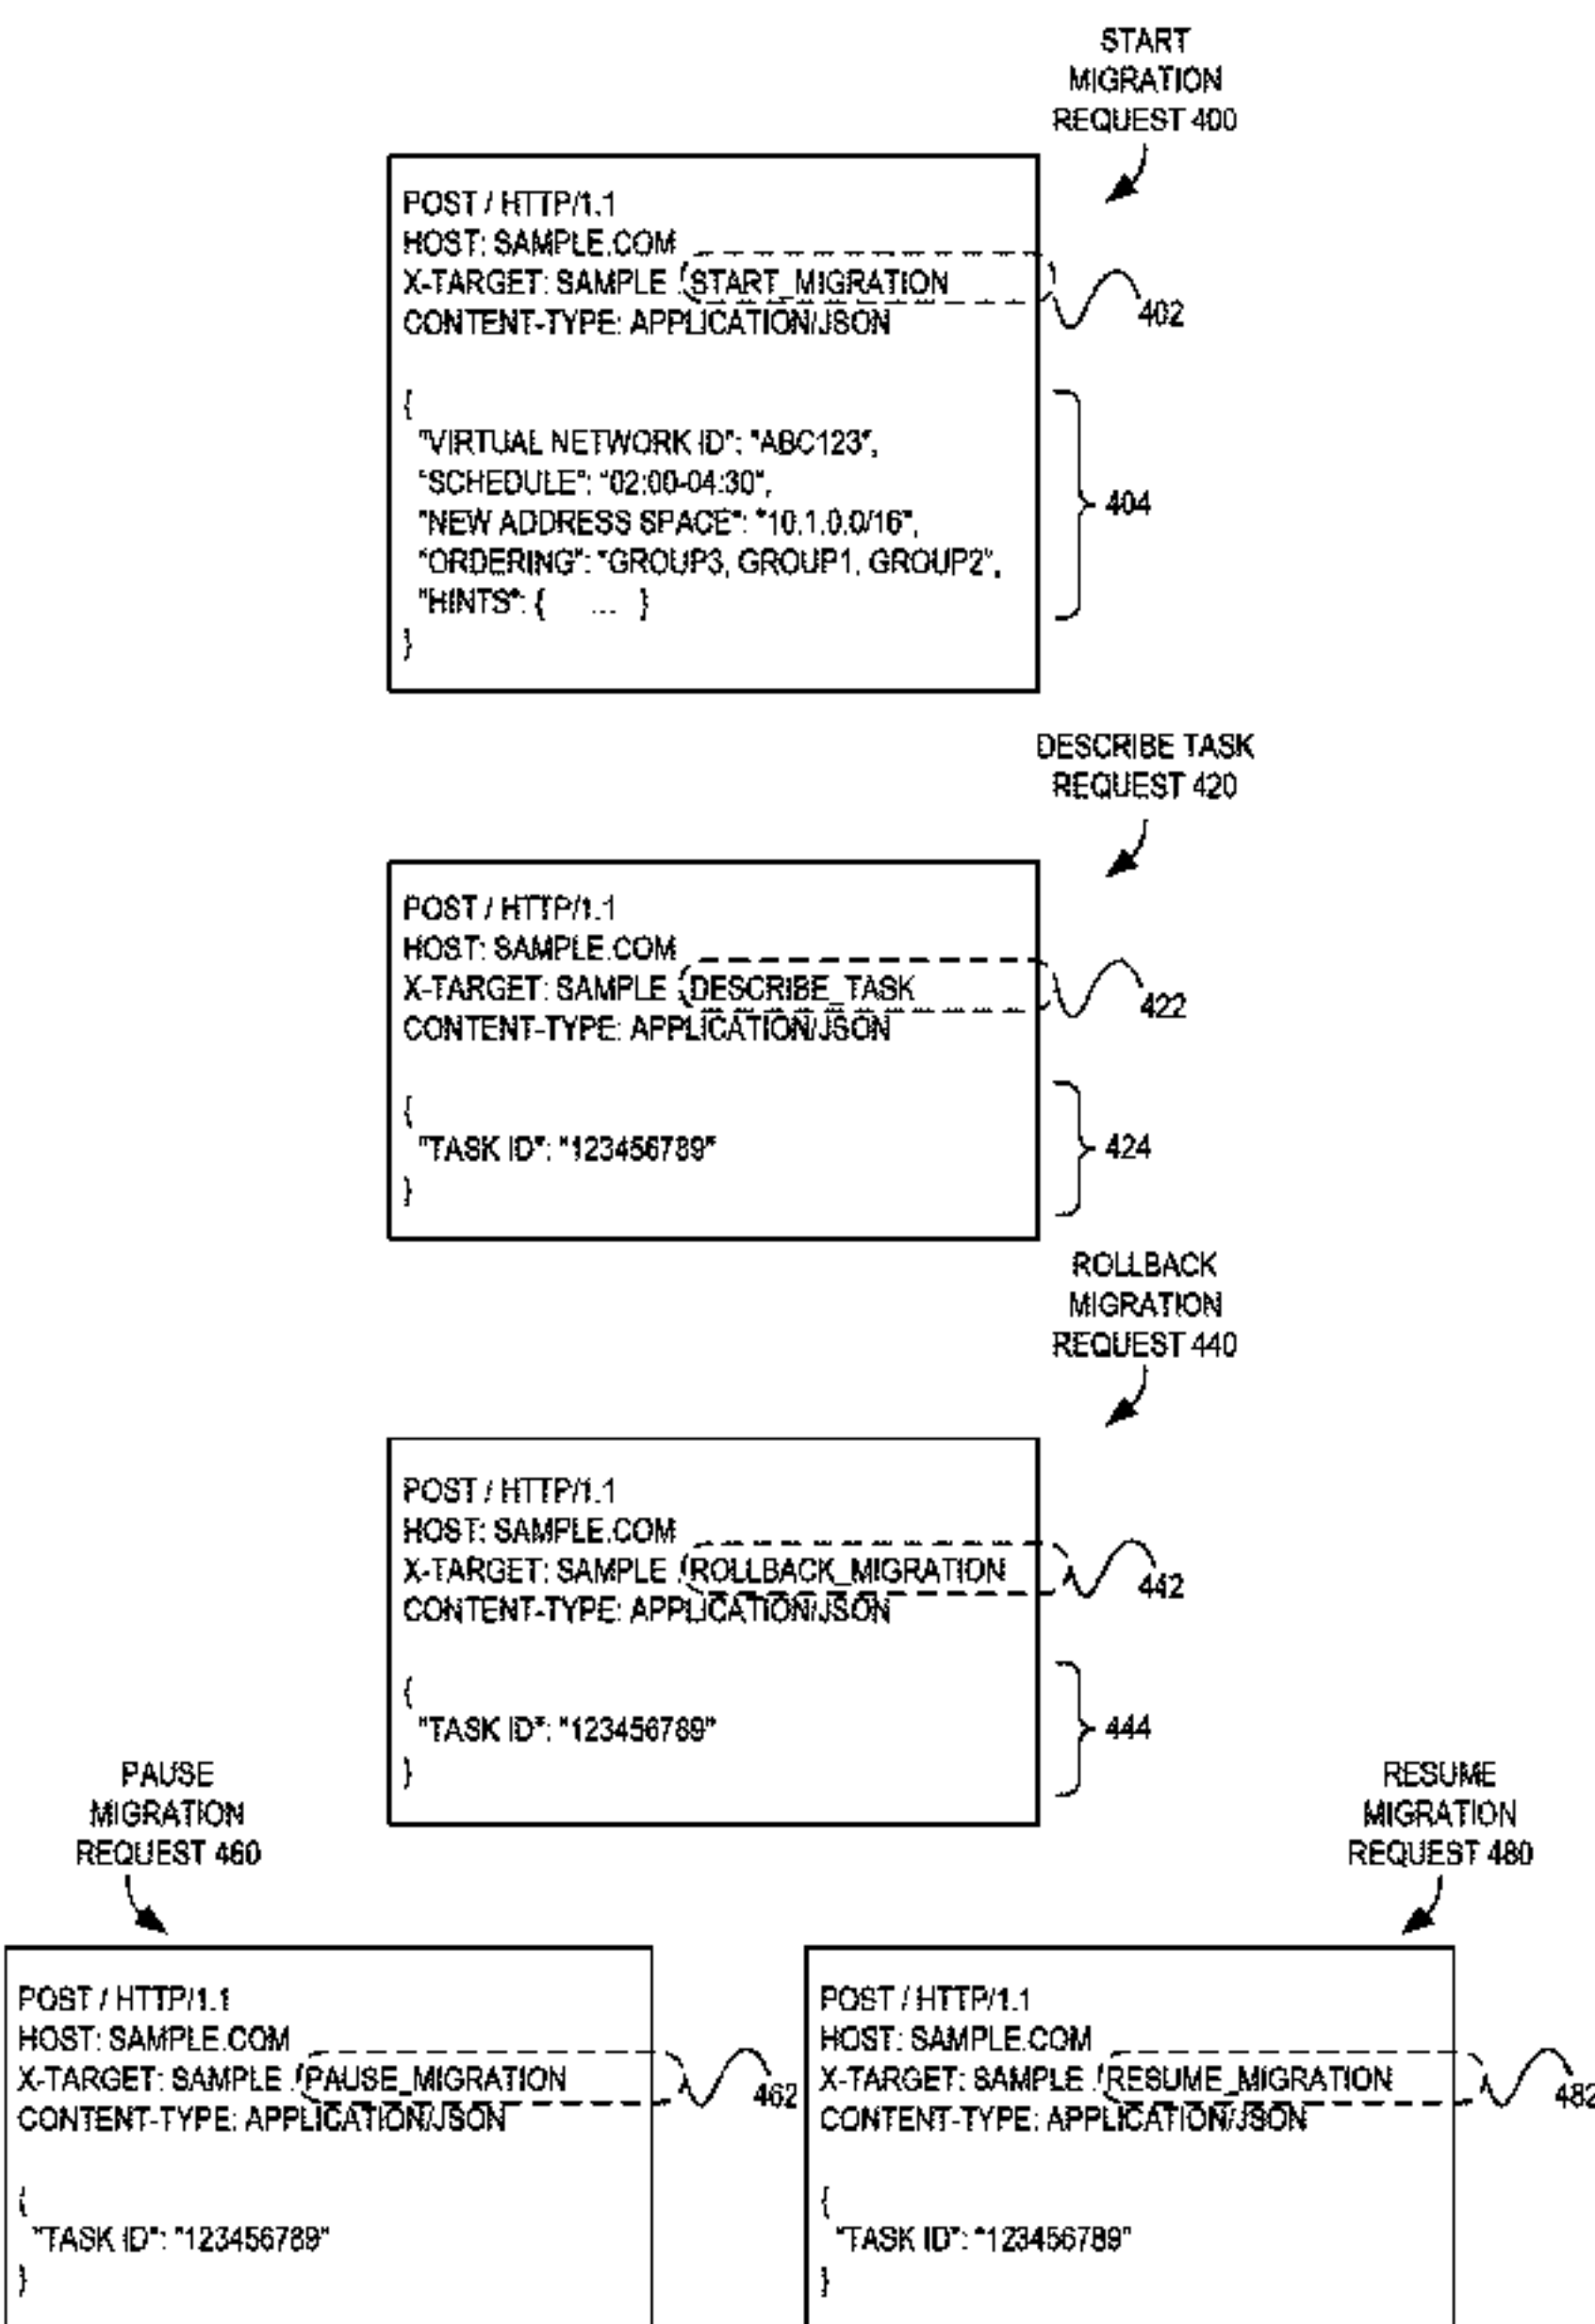 START
MIGRATION
REQUEST 400
POST / HTTP/1.1
HOST: SAMPLE.COM
X-TARGET: SAMPLE . START_MIGRATION
402
CONTENT-TYPE: APPLICATION/JSON
{
"VIRTUAL NETWORK ID": "ABC123",
"SCHEDULE": "02:00-04:30",
"NEW ADDRESS SPACE": "10.1.0.0/16",
"ORDERING": "GROUP3, GROUP1, GROUP2",
"HINTS": { ... }
}
404
DESCRIBE TASK
REQUEST 420
POST / HTTP/1.1
HOST: SAMPLE.COM
X-TARGET: SAMPLE . DESCRIBE_TASK
422
CONTENT-TYPE: APPLICATION/JSON
{
"TASK ID": "123456789"
}
424
ROLLBACK
MIGRATION
REQUEST 440
POST / HTTP/1.1
HOST: SAMPLE.COM
X-TARGET: SAMPLE . ROLLBACK_MIGRATION
442
CONTENT-TYPE: APPLICATION/JSON
{
"TASK ID": "123456789"
}
444
PAUSE
MIGRATION
REQUEST 460
POST / HTTP/1.1
HOST: SAMPLE.COM
X-TARGET: SAMPLE . PAUSE_MIGRATION
462
CONTENT-TYPE: APPLICATION/JSON
{
"TASK ID": "123456789"
}
RESUME
MIGRATION
REQUEST 480
POST / HTTP/1.1
HOST: SAMPLE.COM
X-TARGET: SAMPLE . RESUME_MIGRATION
482
CONTENT-TYPE: APPLICATION/JSON
{
"TASK ID": "123456789"
}